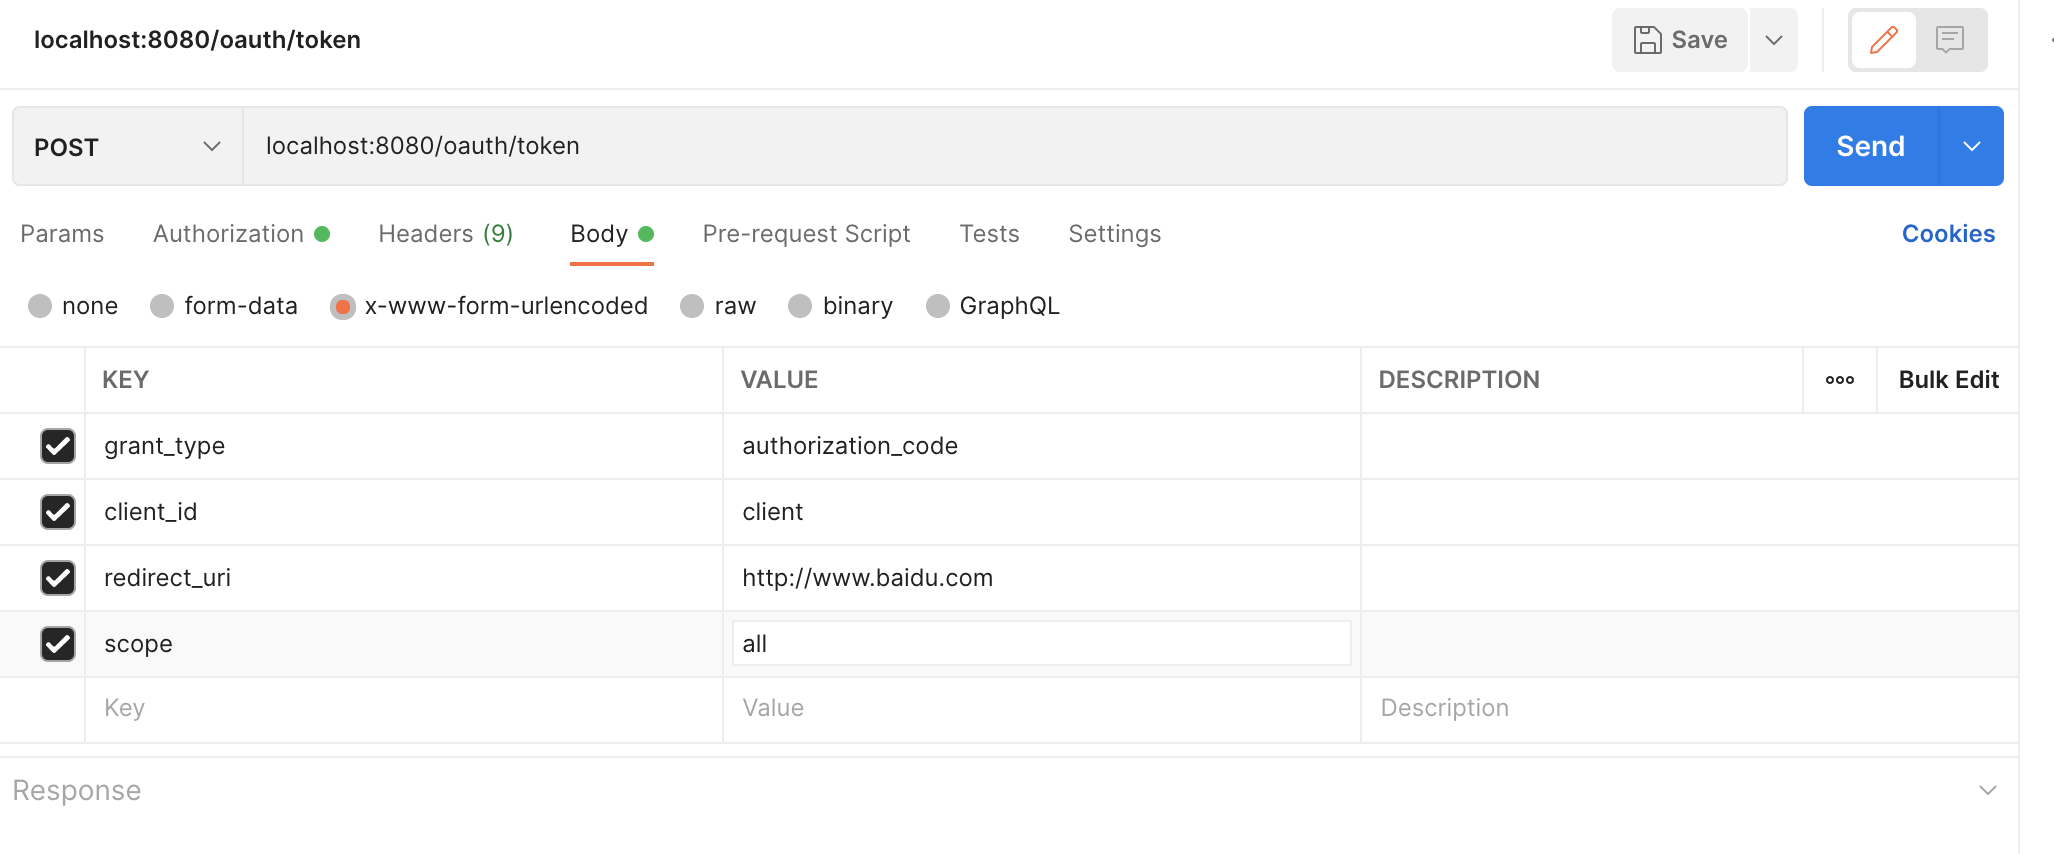 localhost:8080/oauth/token
Save
POST
localhost:8080/oauth/token
Send
Params Authorization Headers (9) Body Pre-request Script Tests Settings Cookies
none form-data x-www-form-urlencoded raw binary GraphQL
KEY VALUE DESCRIPTION Bulk Edit
grant_type authorization_code
client_id client
redirect_uri http://www.baidu.com
scope all
Key Value Description
Response